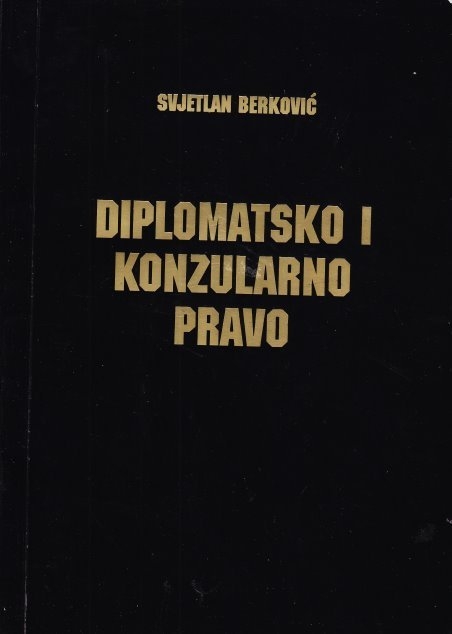 SVJETLAN BERKOVIĆ
DIPLOMATSKO I
KONZULARNO
PRAVO